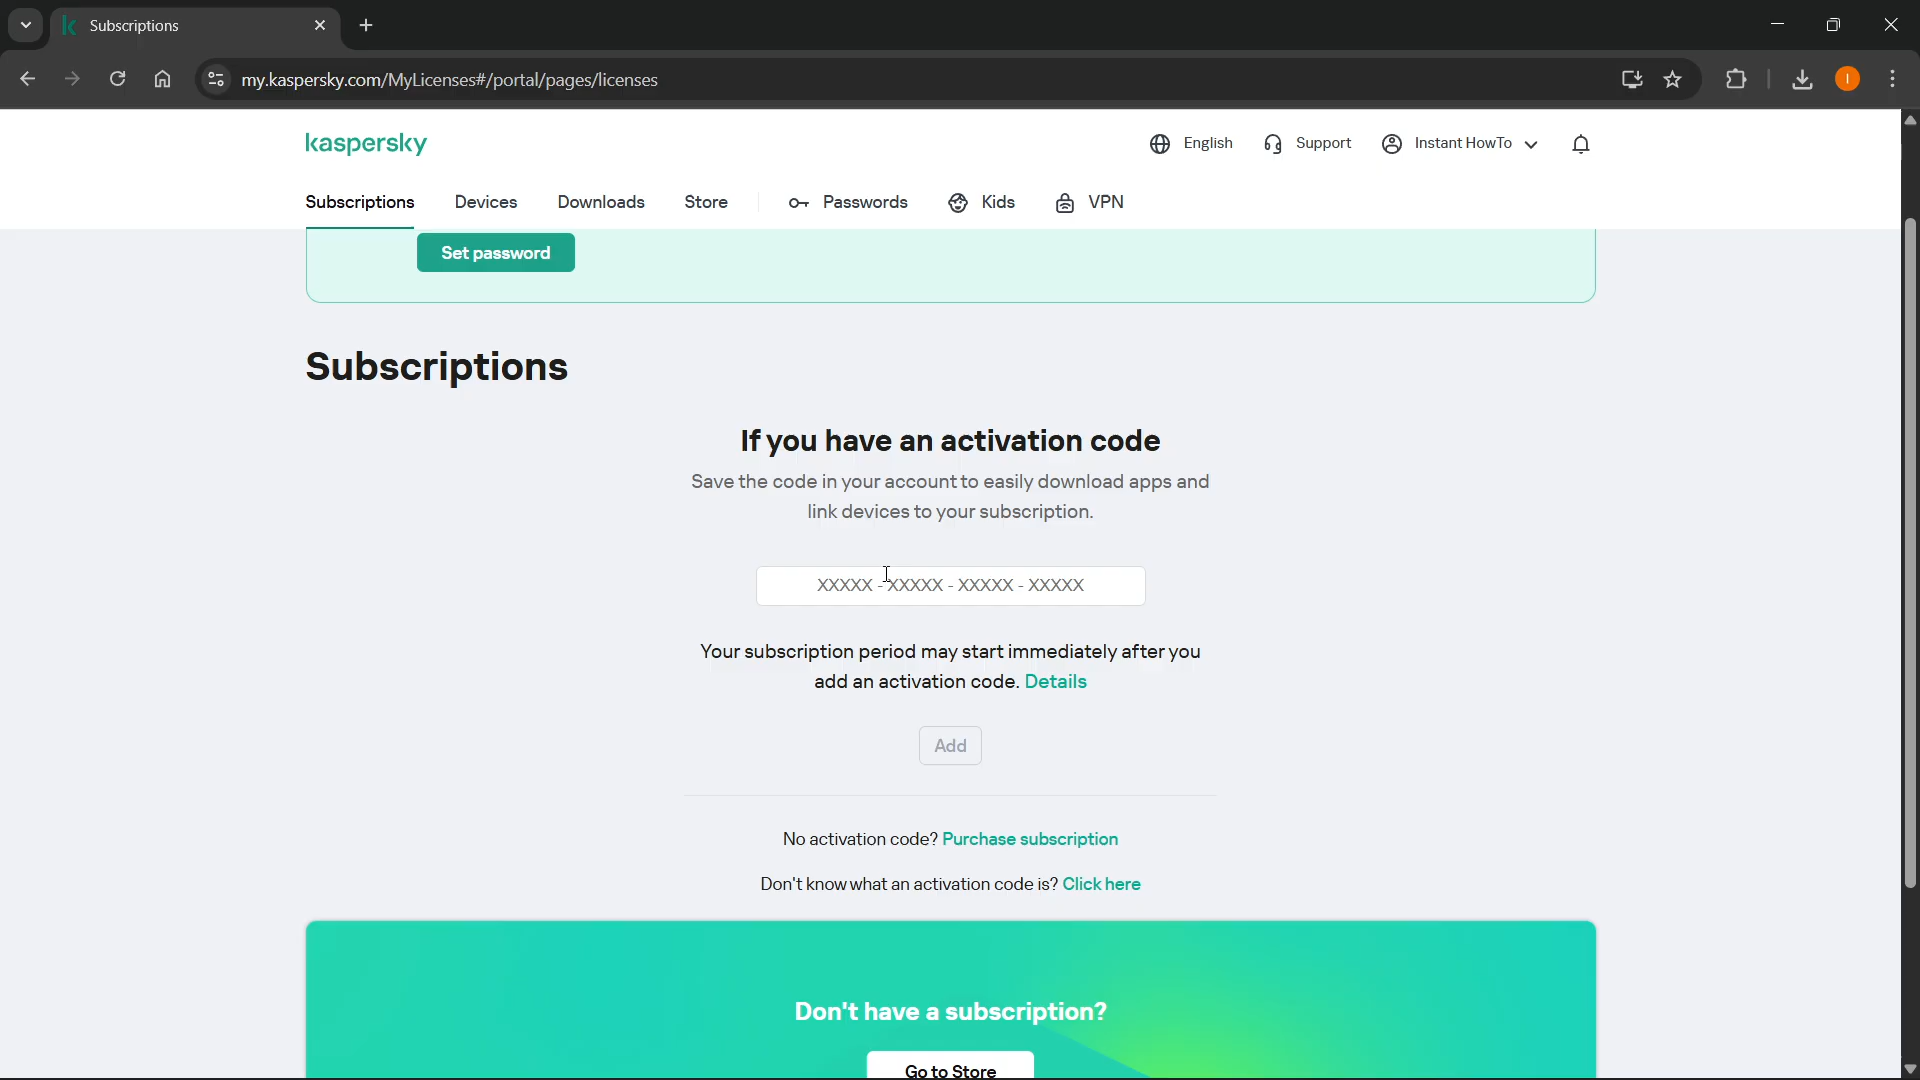 Subscriptions
my.kaspersky.com/MyLicenses#/portal/pages/licenses
I
kaspersky
English
Support
Instant HowTo
Subscriptions
Devices
Downloads
Store
Passwords
Kids
VPN
Set password
Subscriptions
If you have an activation code
Save the code in your account to easily download apps and
link devices to your subscription.
XXXXX - XXXXX - XXXXX - XXXXX
Your subscription period may start immediately after you
add an activation code. Details
Add
No activation code? Purchase subscription
Don't know what an activation code is? Click here
Don't have a subscription?
Go to Store